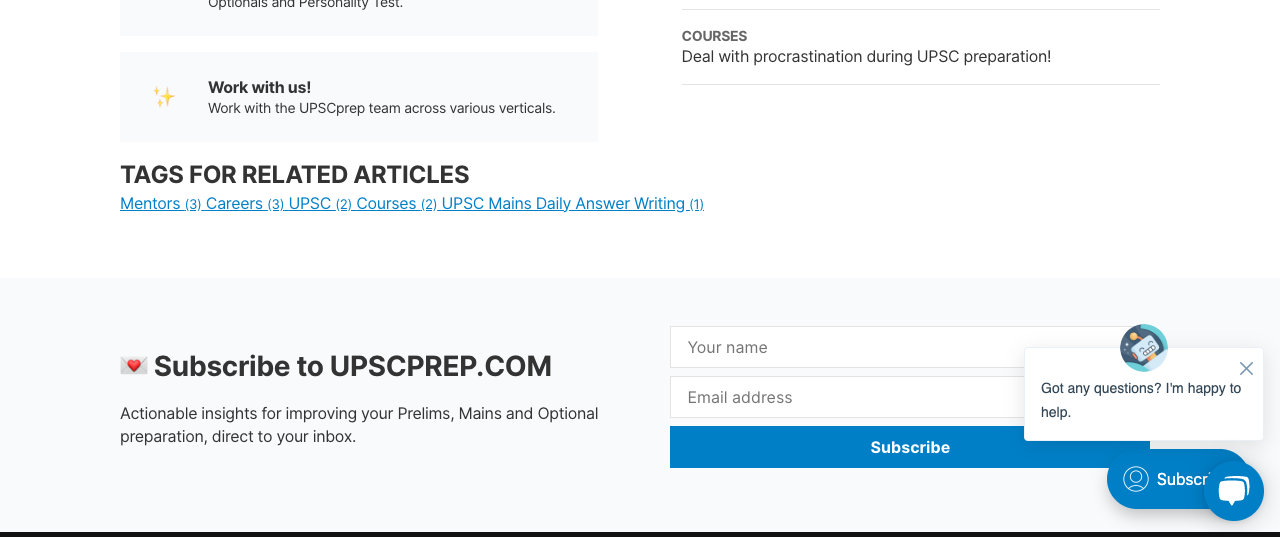 Optionals and Personality Test.
Work with us!
Work with the UPSCprep team across various verticals.
COURSES
Deal with procrastination during UPSC preparation!
TAGS FOR RELATED ARTICLES
Mentors (3) Careers (3) UPSC (2) Courses (2) UPSC Mains Daily Answer Writing (1)
Subscribe to UPSCPREP.COM
Actionable insights for improving your Prelims, Mains and Optional
preparation, direct to your inbox.
Your name
Email address
Subscribe
Got any questions? I'm happy to
help.